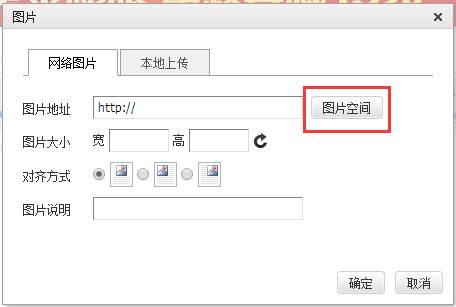 图片
网络图片 本地上传
图片地址 http:// 图片空间
图片大小 宽 高
对齐方式
图片说明
确定 取消